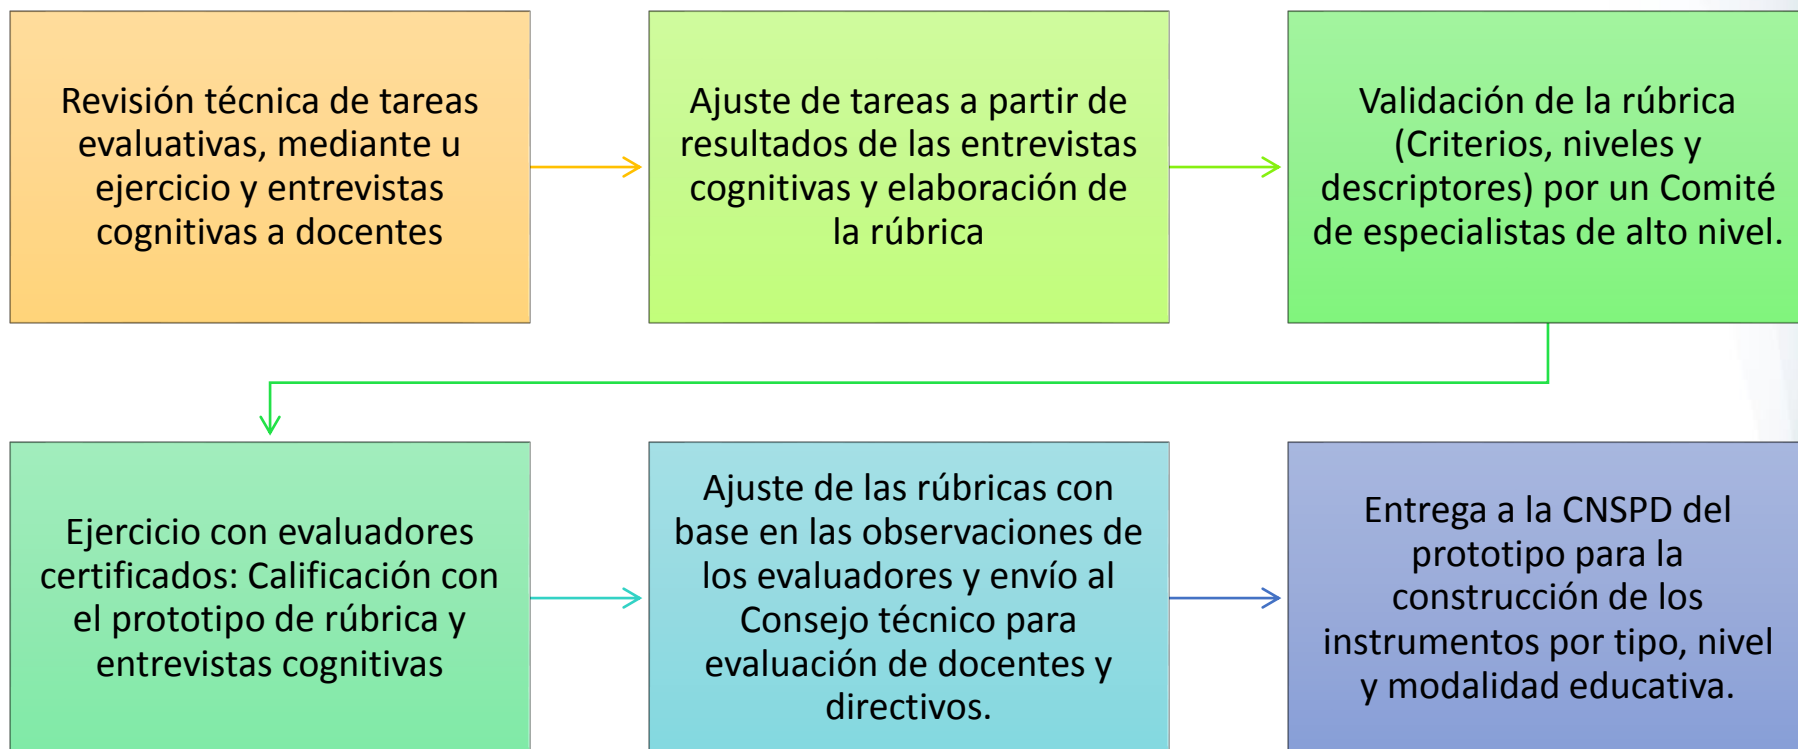 Revisión técnica de tareas
evaluativas, mediante u
ejercicio y entrevistas
cognitivas a docentes
Ajuste de tareas a partir de
resultados de las entrevistas
cognitivas y elaboración de
la rúbrica
Validación de la rúbrica
(Criterios, niveles y
descriptores) por un Comité
de especialistas de alto nivel.
Ejercicio con evaluadores
certificados: Calificación con
el prototipo de rúbrica y
entrevistas cognitivas
Ajuste de las rúbricas con
base en las observaciones de
los evaluadores y envío al
Consejo técnico para
evaluación de docentes y
directivos.
Entrega a la CNSPD del
prototipo para la
construcción de los
instrumentos por tipo, nivel
y modalidad educativa.